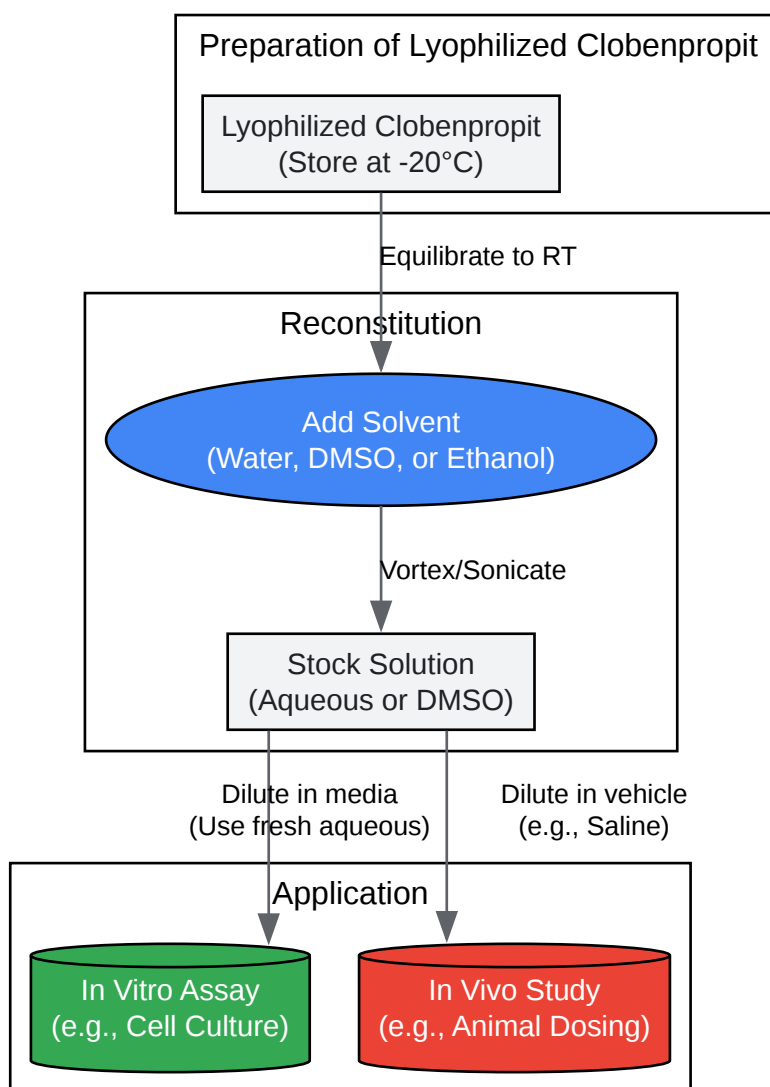 Preparation of Lyophilized Clobenpropit
Lyophilized Clobenpropit
(Store at -20°C)
Equilibrate to RT
Reconstitution
Add Solvent
(Water, DMSO, or Ethanol)
Vortex/Sonicate
Stock Solution
(Aqueous or DMSO)
Dilute in media
(Use fresh aqueous)
Dilute in vehicle
(e.g., Saline)
Application
In Vitro Assay
(e.g., Cell Culture)
In Vivo Study
(e.g., Animal Dosing)